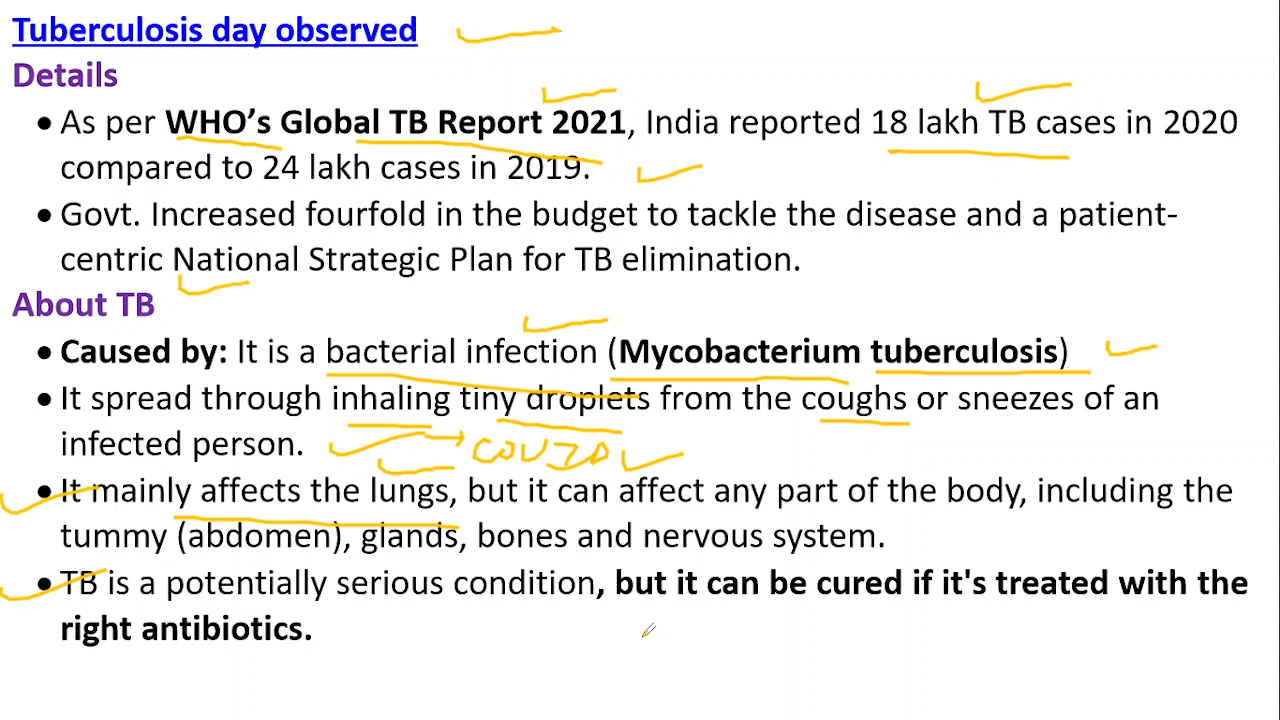 Tuberculosis day observed
Details
• As per WHO's Global TB Report 2021, India reported 18 lakh TB cases in 2020
compared to 24 lakh cases in 2019.
• Govt. Increased fourfold in the budget to tackle the disease and a patient-
centric National Strategic Plan for TB elimination.
About TB
• Caused by: It is a bacterial infection (Mycobacterium tuberculosis)
• It spread through inhaling tiny droplets from the coughs or sneezes of an
infected person.
COVID
• It mainly affects the lungs, but it can affect any part of the body, including the
tummy (abdomen), glands, bones and nervous system.
• TB is a potentially serious condition, but it can be cured if it's treated with the
right antibiotics.